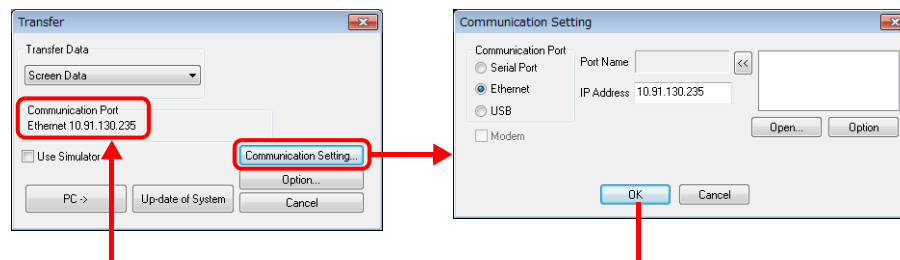 Transfer
Transfer Data
Screen Data
Communication Port
Ethernet 10.91.130.235
Use Simulator
Communication Setting...
Option...
PC ->
Up-date of System
Cancel
Communication Setting
Communication Port
Serial Port
Ethernet
USB
Modem
Port Name
<<
IP Address 10.91.130.235
Open...
Option
OK
Cancel